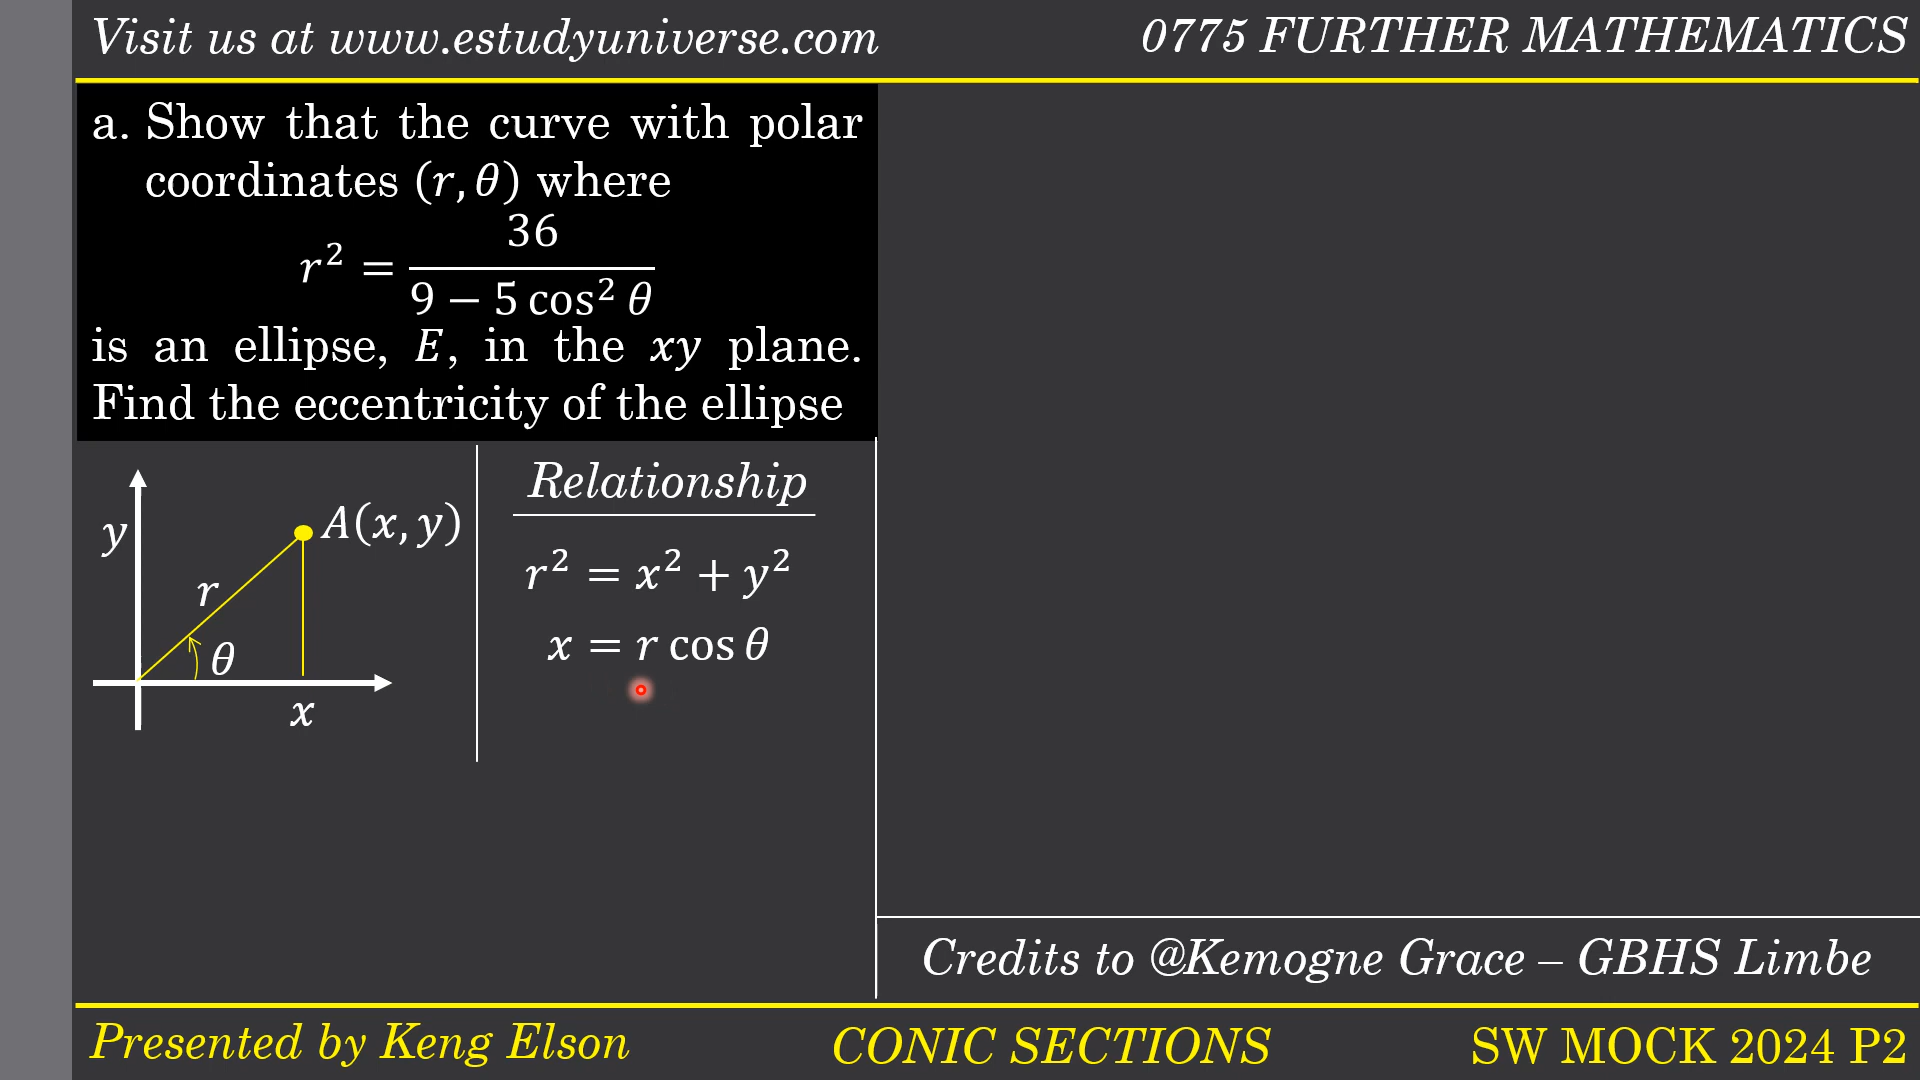 Visit us at www.estudyuniverse.com
0775 FURTHER MATHEMATICS
a. Show that the curve with polar
coordinates (r, θ) where
r² = 36 / (9 − 5 cos² θ)
is an ellipse, E, in the xy plane.
Find the eccentricity of the ellipse
y
A(x, y)
r
θ
x
Relationship
r² = x² + y²
x = r cos θ
Credits to @Kemogne Grace – GBHS Limbe
Presented by Keng Elson
CONIC SECTIONS
SW MOCK 2024 P2